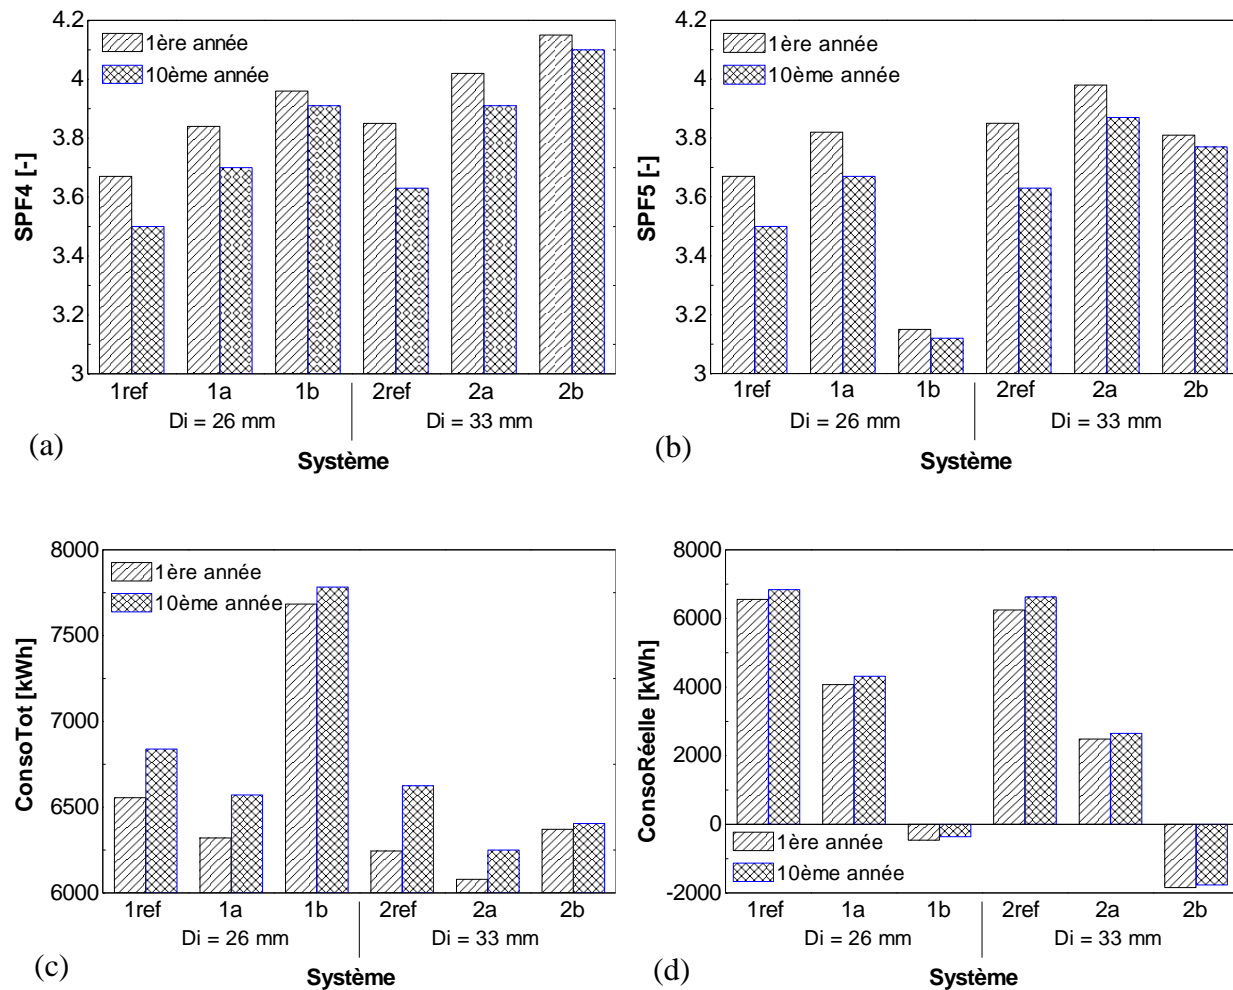 4.2
4
3.8
3.6
3.4
3.2
3
SPF4 [-]
1ère année
10ème année
1ref 1a 1b 2ref 2a 2b
Di = 26 mm Di = 33 mm
(a)
Système
4.2
4
3.8
3.6
3.4
3.2
3
SPF5 [-]
1ère année
10ème année
1ref 1a 1b 2ref 2a 2b
Di = 26 mm Di = 33 mm
(b)
Système
8000
7500
7000
6500
6000
ConsoTot [kWh]
1ère année
10ème année
1ref 1a 1b 2ref 2a 2b
Di = 26 mm Di = 33 mm
(c)
Système
8000
6000
4000
2000
0
-2000
ConsoRéelle [kWh]
1ère année
10ème année
1ref 1a 1b 2ref 2a 2b
Di = 26 mm Di = 33 mm
(d)
Système